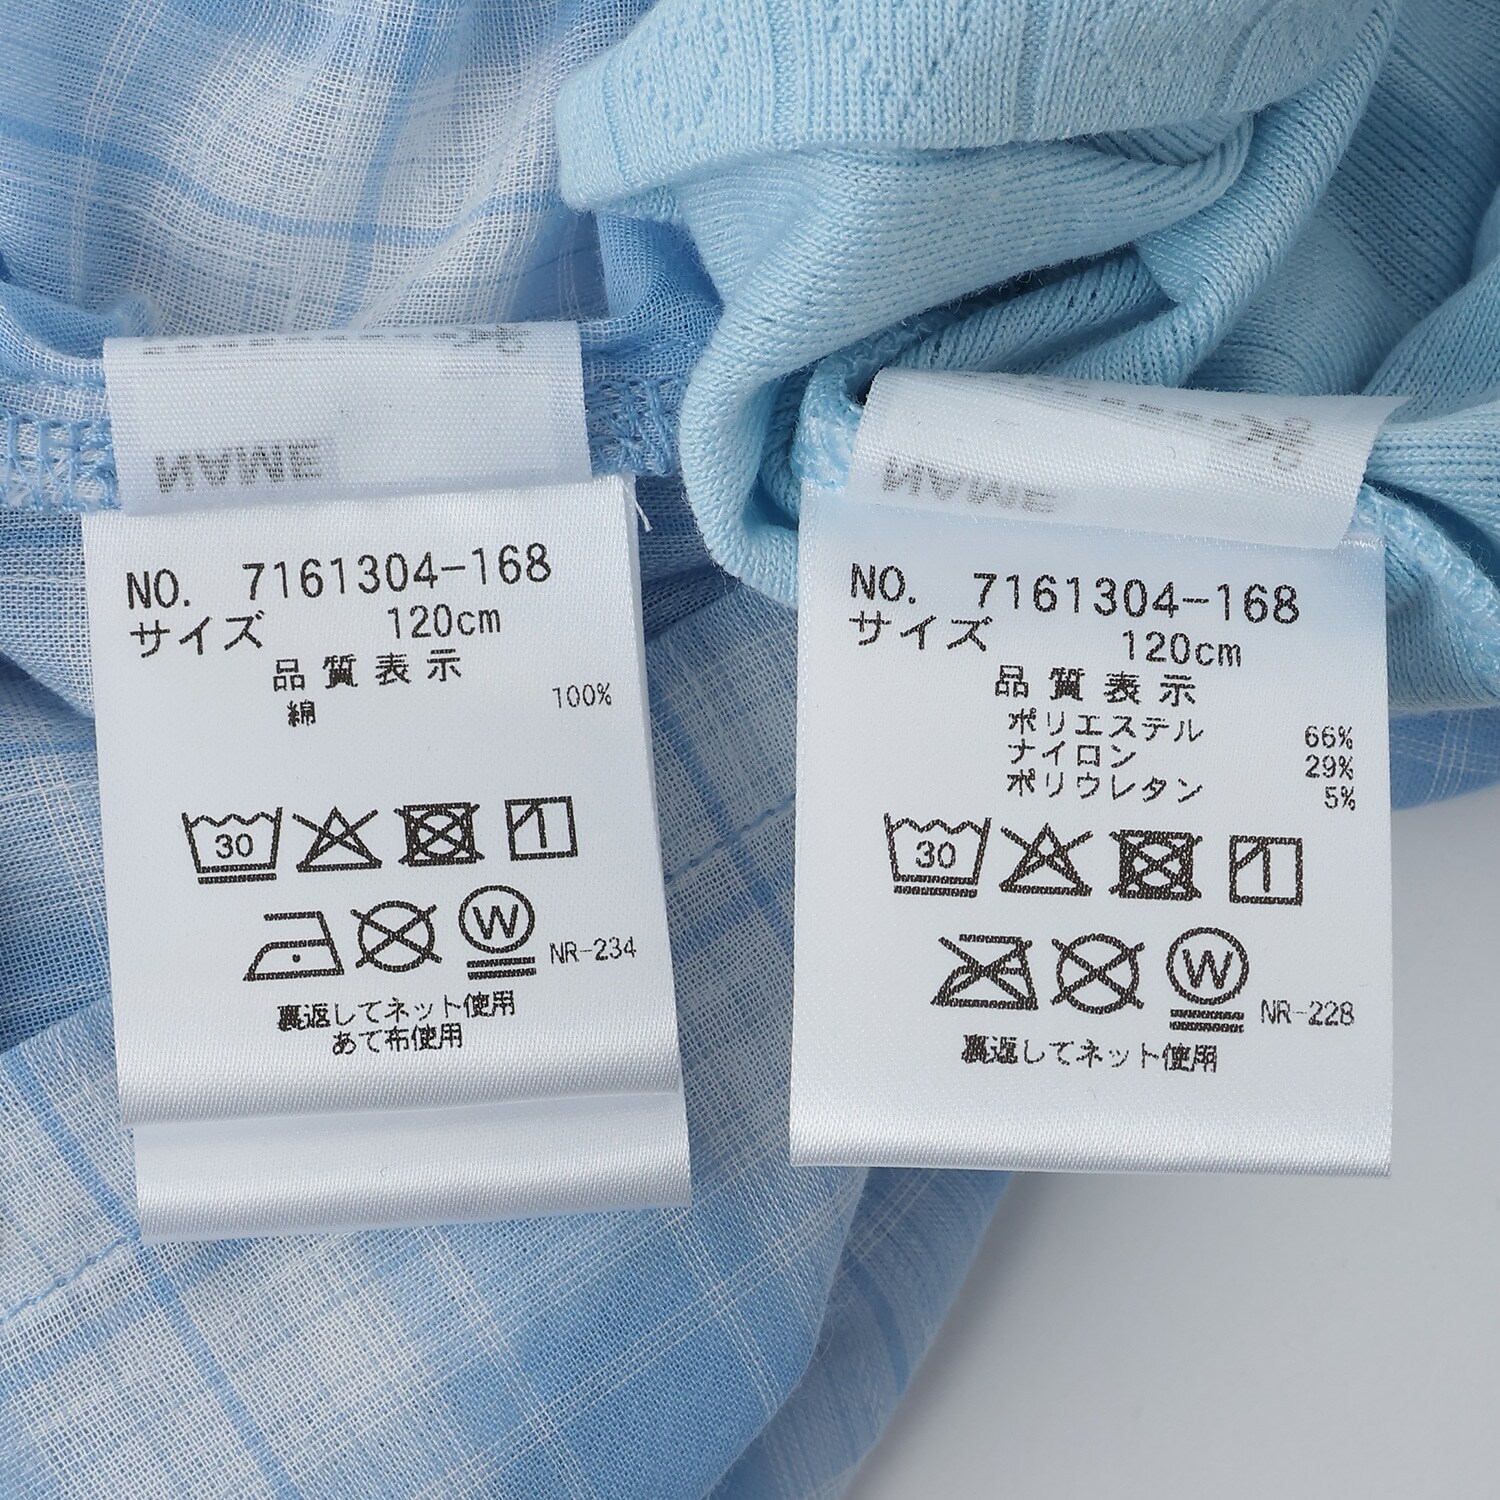 NAME
NO. 7161304-168
サイズ 120cm
品質表示
綿 100%
30
W NR-234
裏返してネット使用
あて布使用
NAME
NO. 7161304-168
サイズ 120cm
品質表示
ポリエステル 66%
ナイロン 29%
ポリウレタン 5%
30
W NR-228
裏返してネット使用